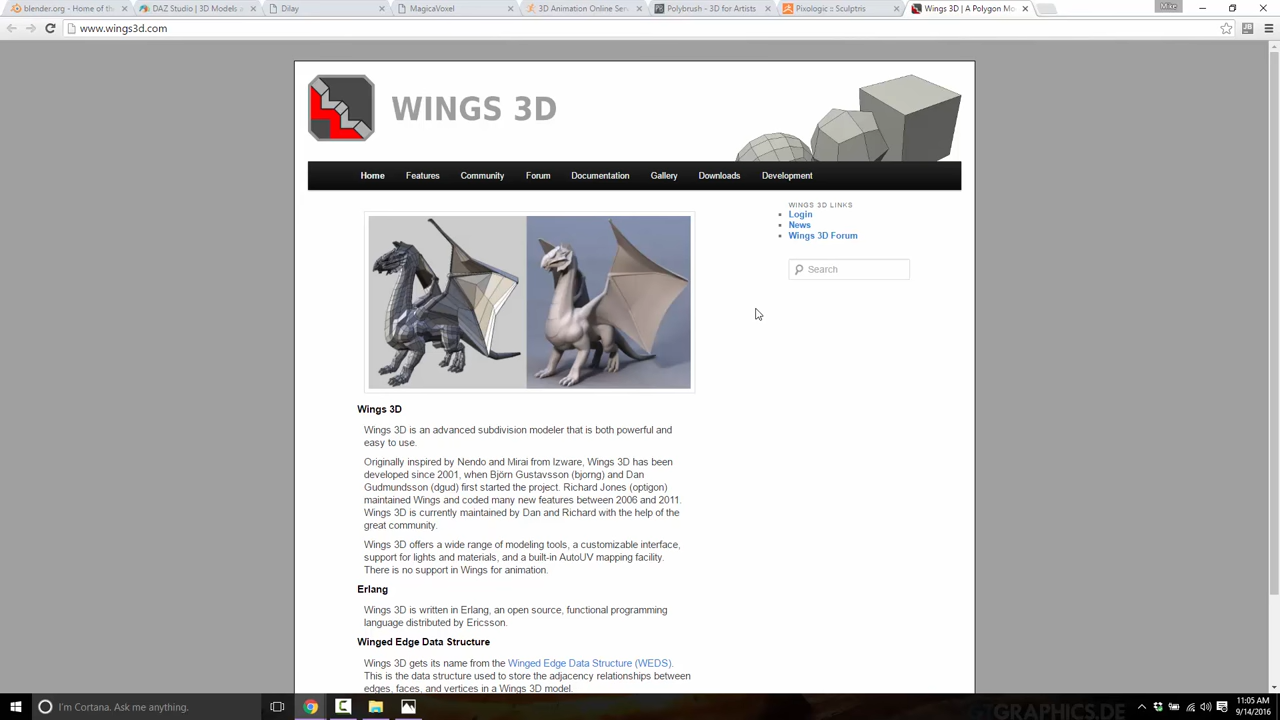 blender.org - Home of the
DAZ Studio | 3D Models a
Dilay
MagicaVoxel
3D Animation Online Serv
Polybrush – 3D for Artists
Pixologic :: Sculptris
Wings 3D | A Polygon Mo
Mike
www.wings3d.com
WINGS 3D
Home Features Community Forum Documentation Gallery Downloads Development
WINGS 3D LINKS
Login
News
Wings 3D Forum
Search
Wings 3D
Wings 3D is an advanced subdivision modeler that is both powerful and
easy to use.
Originally inspired by Nendo and Mirai from Izware, Wings 3D has been
developed since 2001, when Björn Gustavsson (bjorng) and Dan
Gudmundsson (dgud) first started the project. Richard Jones (optigon)
maintained Wings and coded many new features between 2006 and 2011.
Wings 3D is currently maintained by Dan and Richard with the help of the
great community.
Wings 3D offers a wide range of modeling tools, a customizable interface,
support for lights and materials, and a built-in AutoUV mapping facility.
There is no support in Wings for animation.
Erlang
Wings 3D is written in Erlang, an open source, functional programming
language distributed by Ericsson.
Winged Edge Data Structure
Wings 3D gets its name from the Winged Edge Data Structure (WEDS).
This is the data structure used to store the adjacency relationships between
edges, faces, and vertices in a Wings 3D model.
I'm Cortana. Ask me anything.
11:05 AM
9/14/2016